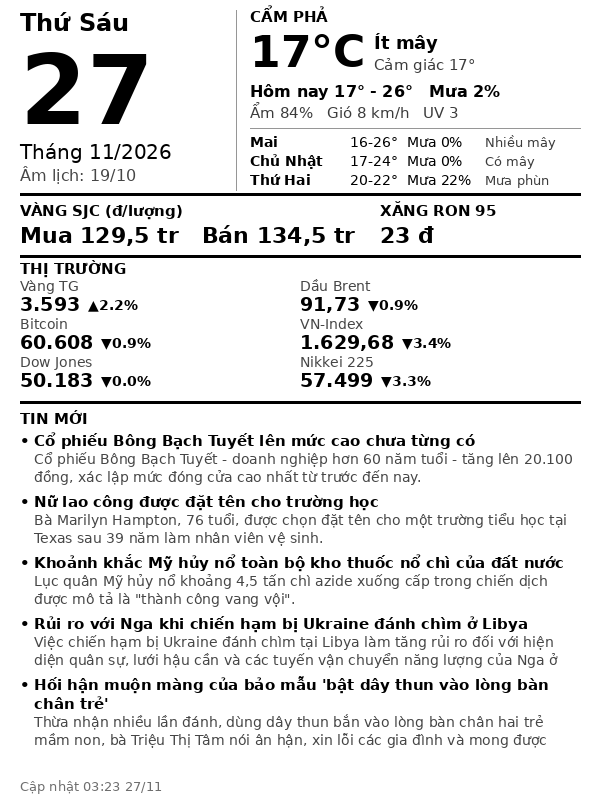 Thứ Sáu
27
Tháng 11/2026
Âm lịch: 19/10
CẨM PHẢ
17°C Ít mây
Cảm giác 17°
Hôm nay 17° - 26° Mưa 2%
Ẩm 84% Gió 8 km/h UV 3
Mai 16-26° Mưa 0% Nhiều mây
Chủ Nhật 17-24° Mưa 0% Có mây
Thứ Hai 20-22° Mưa 22% Mưa phùn
VÀNG SJC (đ/lượng) XĂNG RON 95
Mua 129,5 tr Bán 134,5 tr 23 đ
THỊ TRƯỜNG
Vàng TG Dầu Brent
3.593 ▲2.2% 91,73 ▼0.9%
Bitcoin VN-Index
60.608 ▼0.9% 1.629,68 ▼3.4%
Dow Jones Nikkei 225
50.183 ▼0.0% 57.499 ▼3.3%
TIN MỚI
• Cổ phiếu Bông Bạch Tuyết lên mức cao chưa từng có
Cổ phiếu Bông Bạch Tuyết - doanh nghiệp hơn 60 năm tuổi - tăng lên 20.100
đồng, xác lập mức đóng cửa cao nhất từ trước đến nay.
• Nữ lao công được đặt tên cho trường học
Bà Marilyn Hampton, 76 tuổi, được chọn đặt tên cho một trường tiểu học tại
Texas sau 39 năm làm nhân viên vệ sinh.
• Khoảnh khắc Mỹ hủy nổ toàn bộ kho thuốc nổ chì của đất nước
Lục quân Mỹ hủy nổ khoảng 4,5 tấn chì azide xuống cấp trong chiến dịch
được mô tả là "thành công vang vội".
• Rủi ro với Nga khi chiến hạm bị Ukraine đánh chìm ở Libya
Việc chiến hạm bị Ukraine đánh chìm tại Libya làm tăng rủi ro đối với hiện
diện quân sự, lưới hậu cần và các tuyến vận chuyển năng lượng của Nga ở
• Hối hận muộn màng của bảo mẫu 'bật dây thun vào lòng bàn
chân trẻ'
Thừa nhận nhiều lần đánh, dùng dây thun bắn vào lòng bàn chân hai trẻ
mầm non, bà Triệu Thị Tâm nói ân hận, xin lỗi các gia đình và mong được
Cập nhật 03:23 27/11